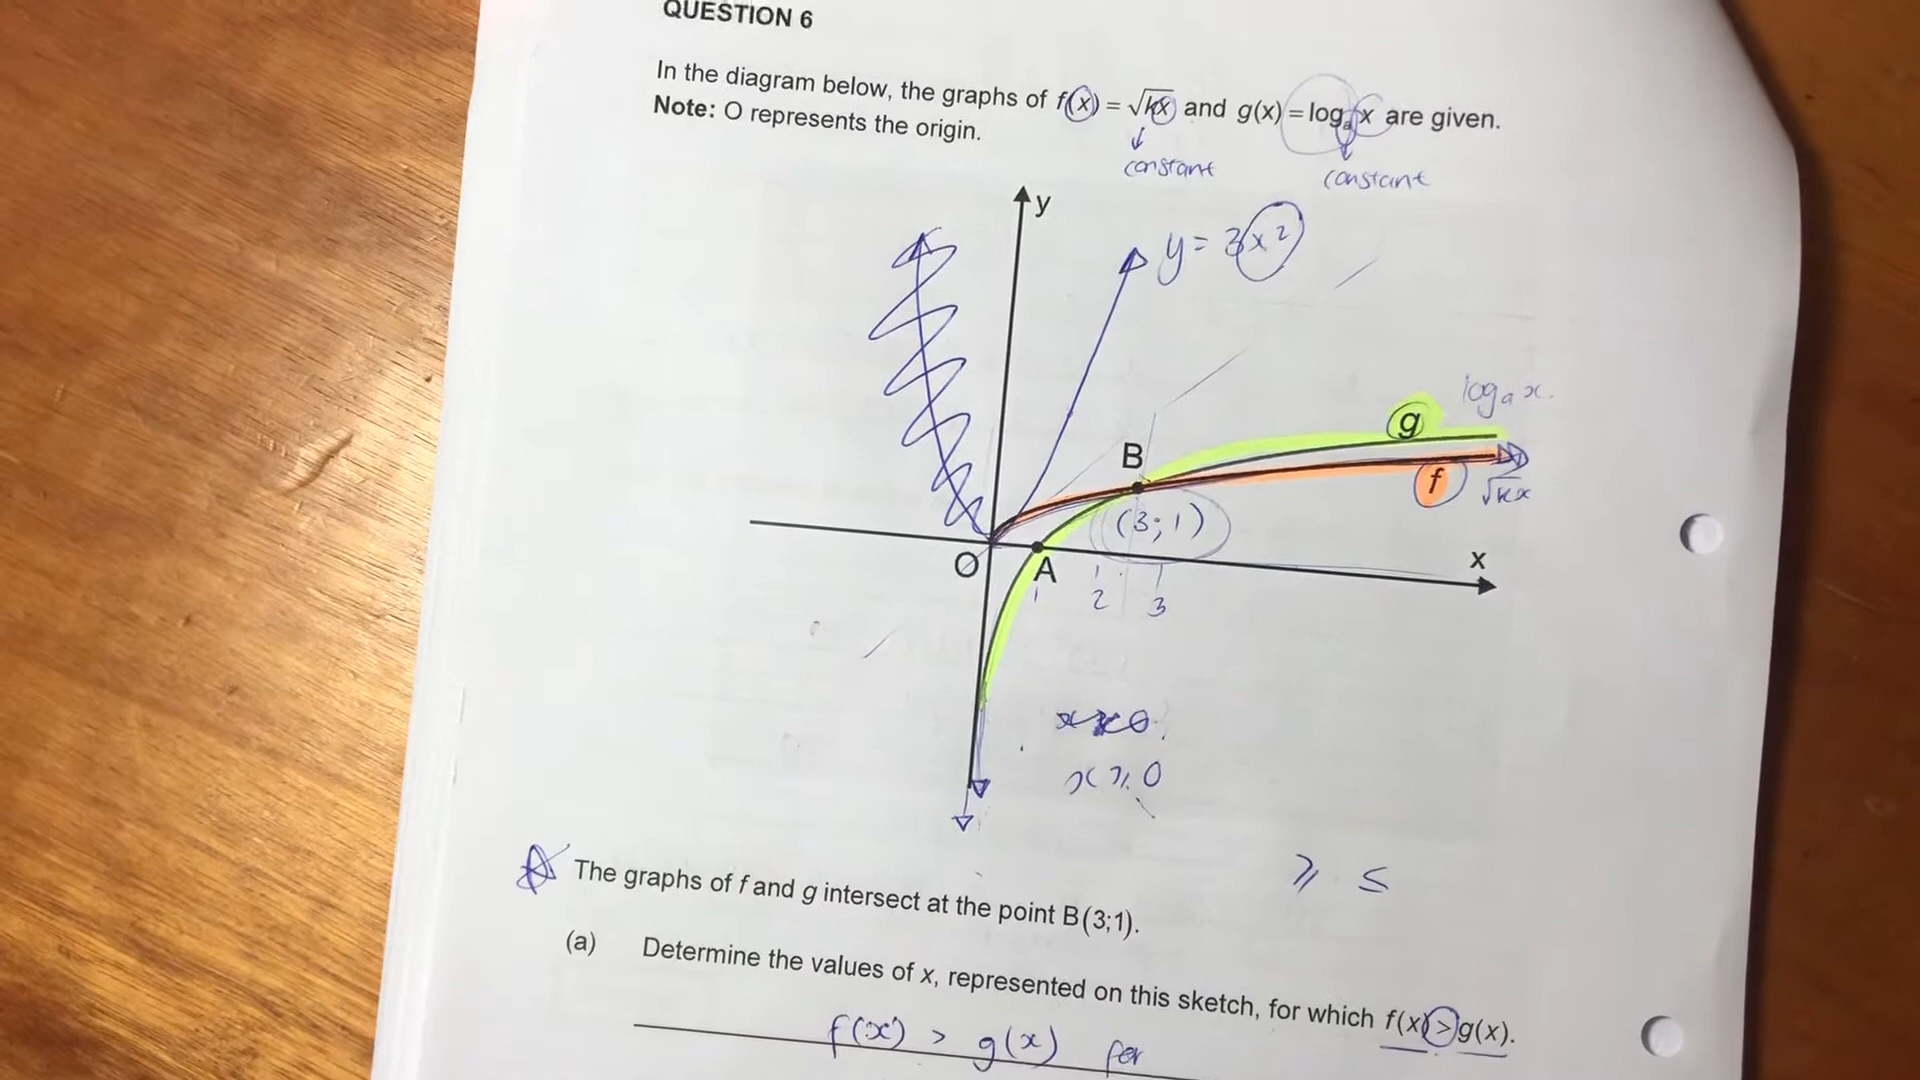 QUESTION 6
In the diagram below, the graphs of f(x) = √kx and g(x) = logₐ x are given.
Note: O represents the origin.
constant
constant
y
y = 3x²
logₐ x.
g
B
f
√kx
(3; 1)
x
O
A
1
2
3
x ≥ 0
≥ ≤
The graphs of f and g intersect at the point B(3;1).
(a) Determine the values of x, represented on this sketch, for which f(x) > g(x).
f(x) > g(x) for